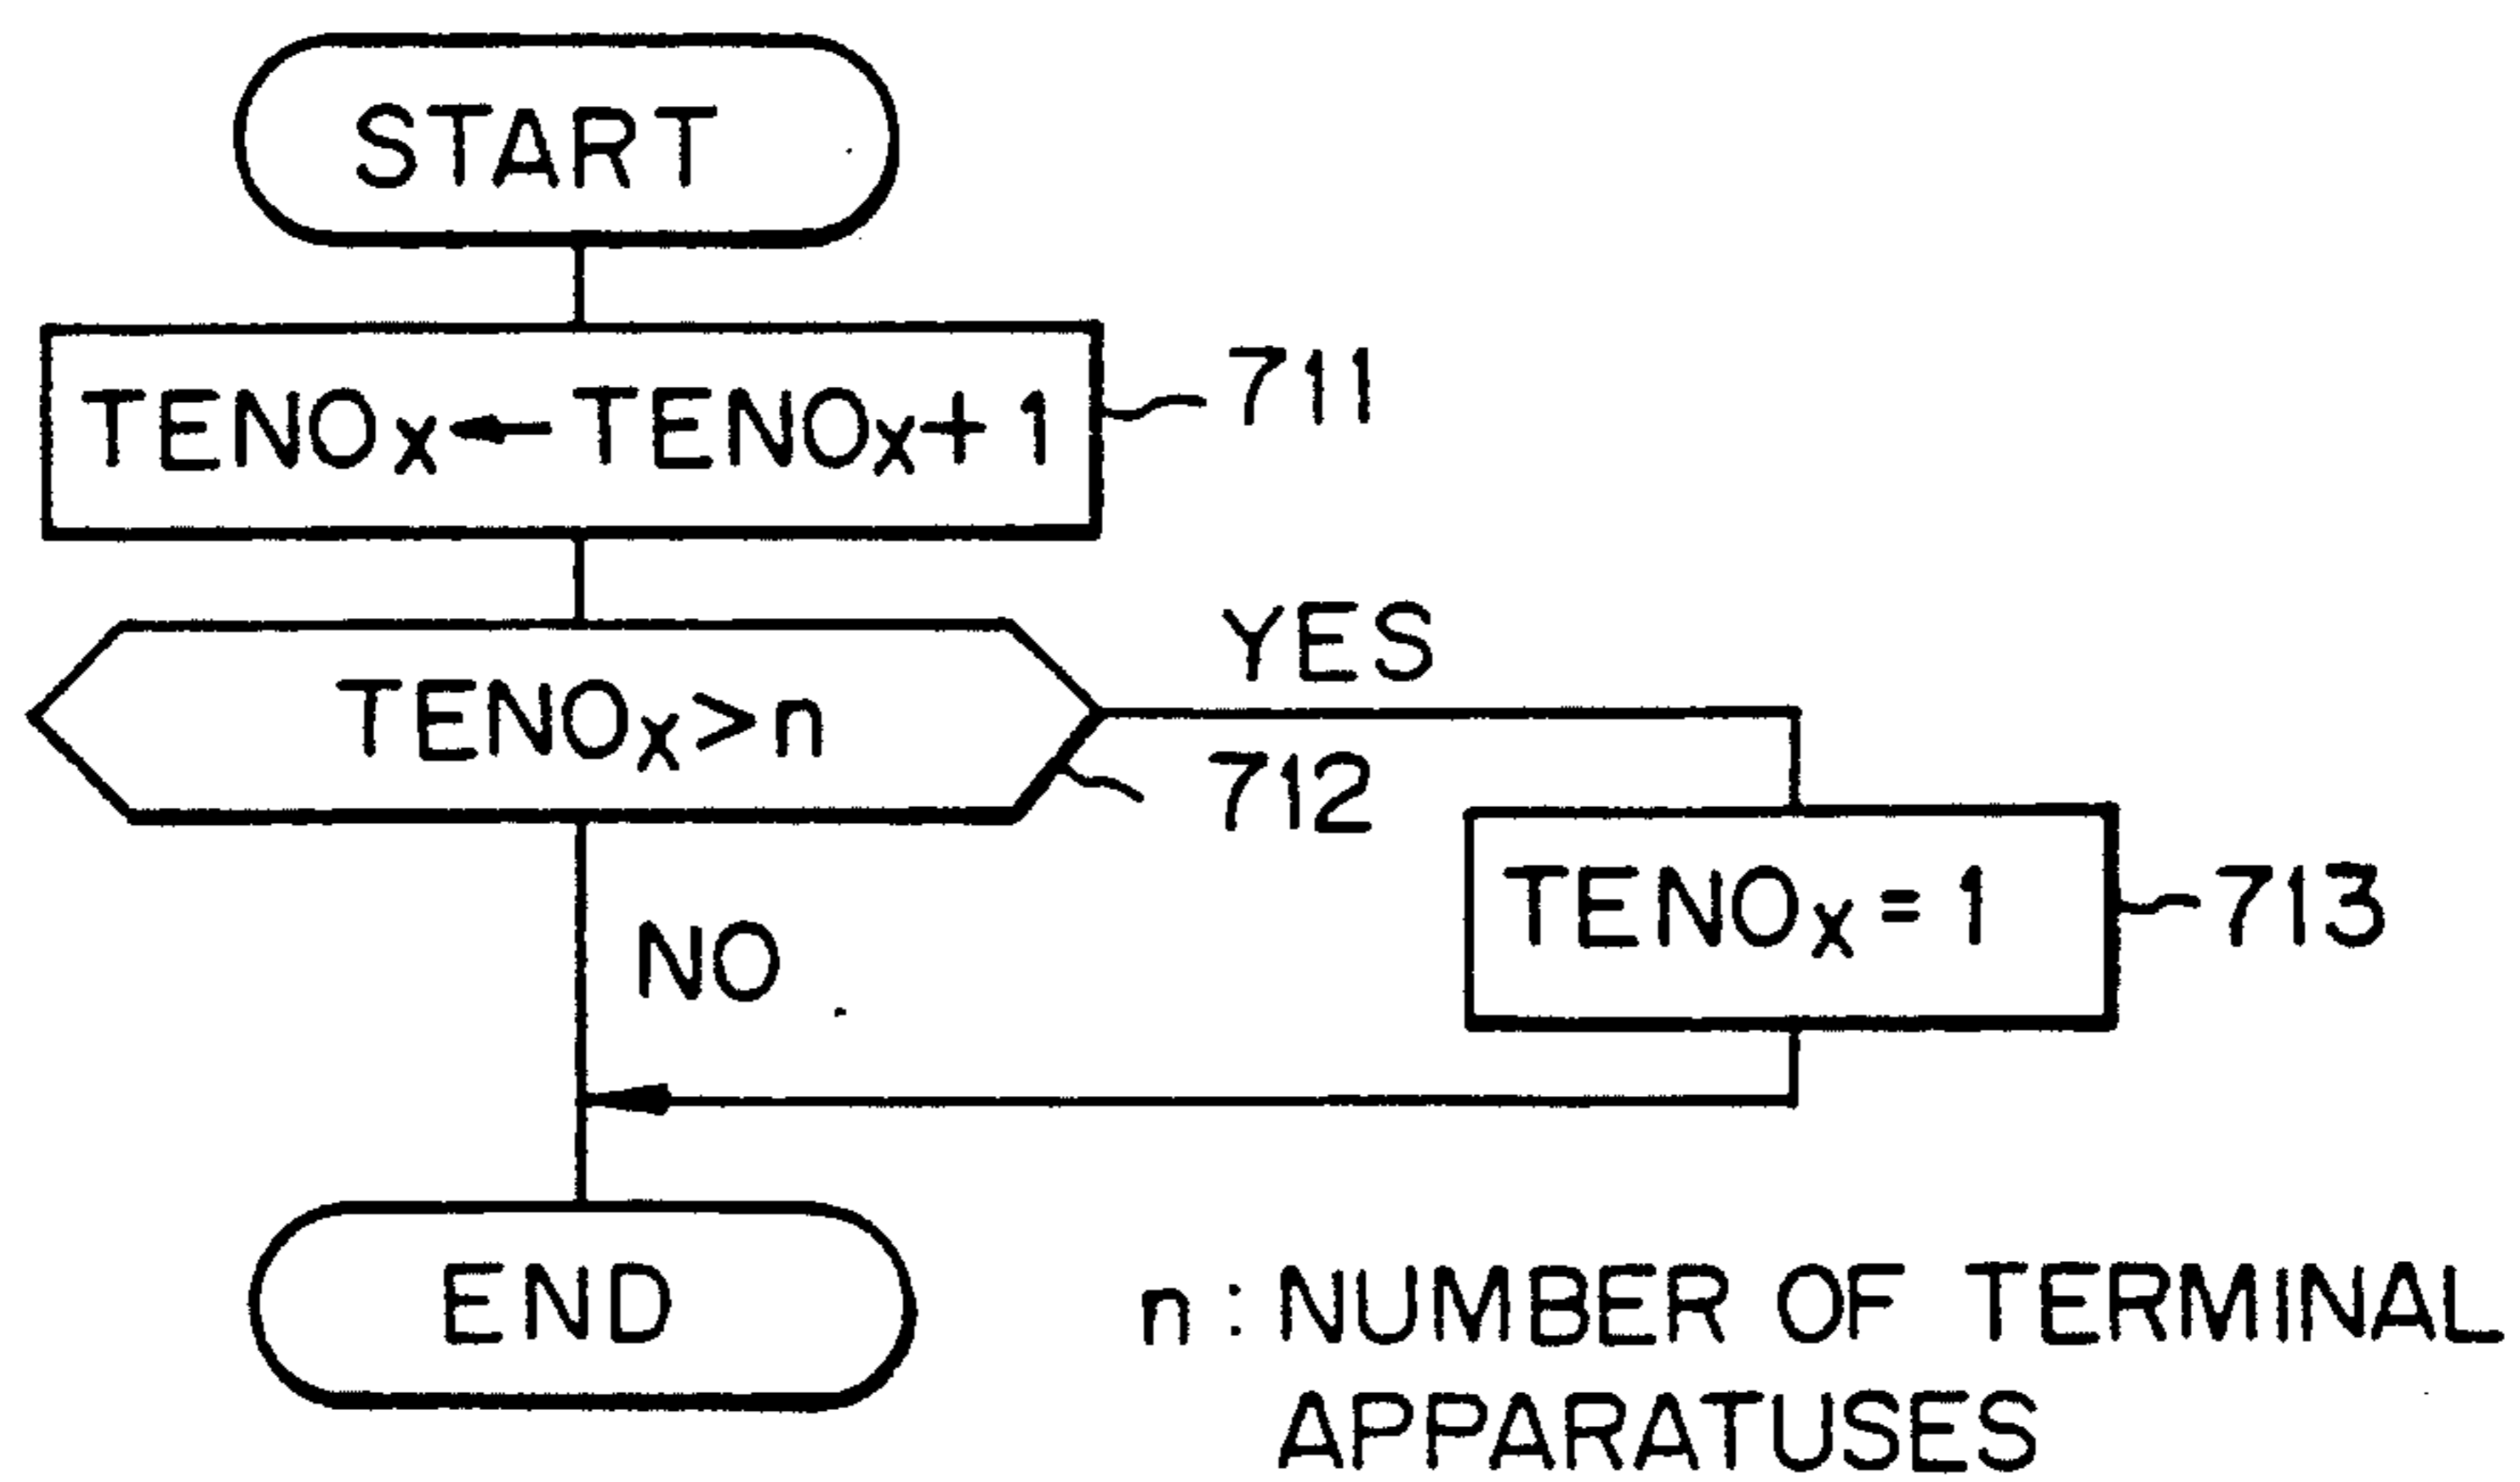 START
TENOx ← TENOx + 1
711
TENOx > n
YES
712
TENOx = 1
713
NO
END
n : NUMBER OF TERMINAL
APPARATUSES